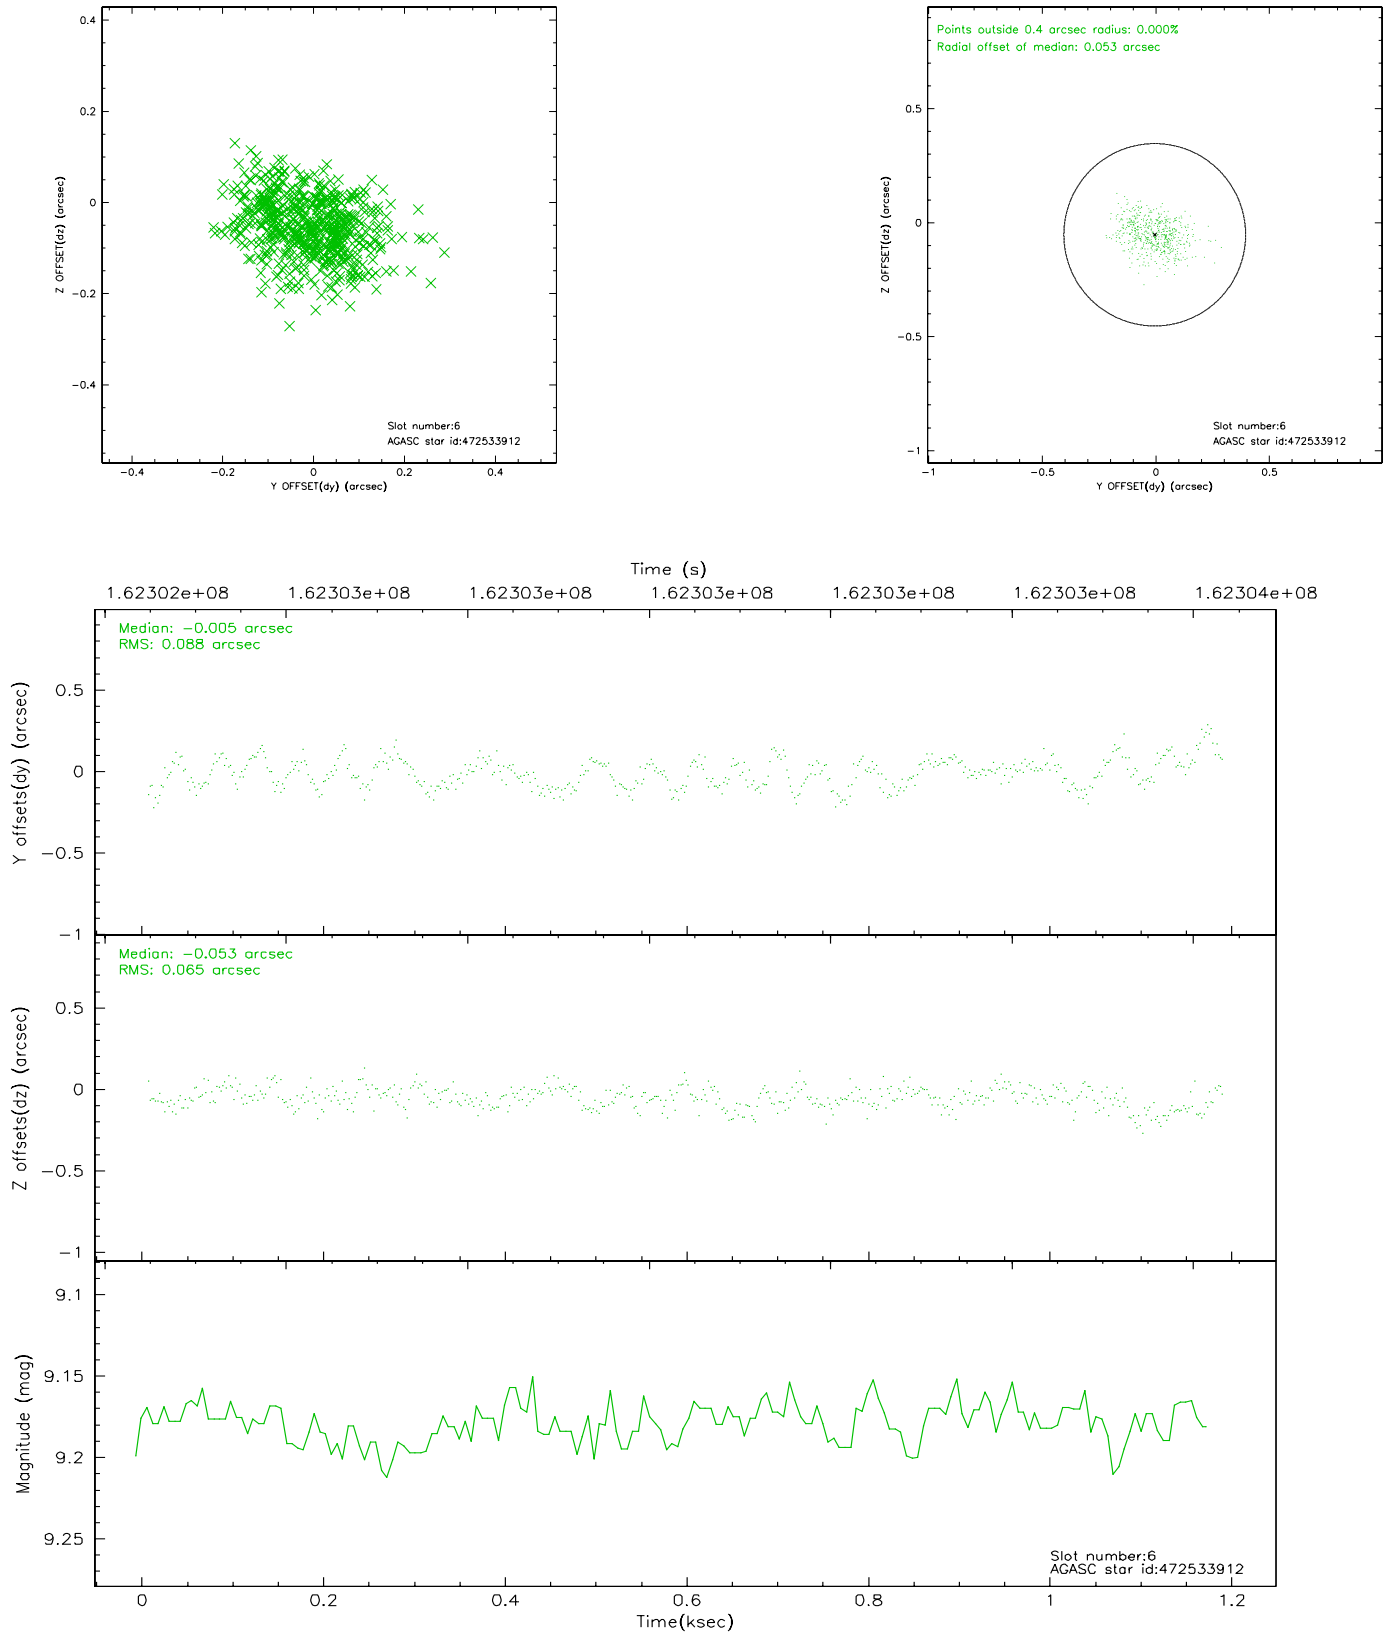 0.4
0.2
0
-0.2
-0.4
Z OFFSET(dz) (arcsec)
Slot number:6
AGASC star id:472533912
-0.4 -0.2 0 0.2 0.4
Y OFFSET(dy) (arcsec)
Points outside 0.4 arcsec radius: 0.000%
Radial offset of median: 0.053 arcsec
0.5
0
-0.5
-1
Z OFFSET(dz) (arcsec)
Slot number:6
AGASC star id:472533912
-1 -0.5 0 0.5
Y OFFSET(dy) (arcsec)
Time (s)
1.62302e+08 1.62303e+08 1.62303e+08 1.62303e+08 1.62303e+08 1.62303e+08 1.62304e+08
Median: -0.005 arcsec
RMS: 0.088 arcsec
0.5
0
-0.5
-1
Y offsets(dy) (arcsec)
Median: -0.053 arcsec
RMS: 0.065 arcsec
0.5
0
-0.5
-1
Z offsets(dz) (arcsec)
9.1
9.15
9.2
9.25
Magnitude (mag)
Slot number:6
AGASC star id:472533912
0 0.2 0.4 0.6 0.8 1 1.2
Time(ksec)